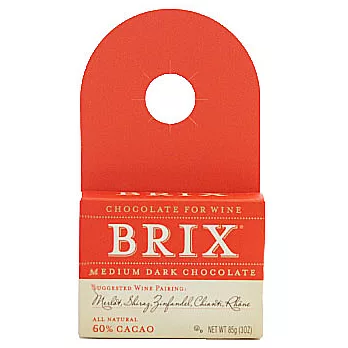 CHOCOLATE FOR WINE
BRIX®
MEDIUM DARK CHOCOLATE
SUGGESTED WINE PAIRING:
Merlot, Shiraz, Zinfandel, Chianti, Rhône
ALL NATURAL
60% CACAO
NET WT 85g (3OZ)